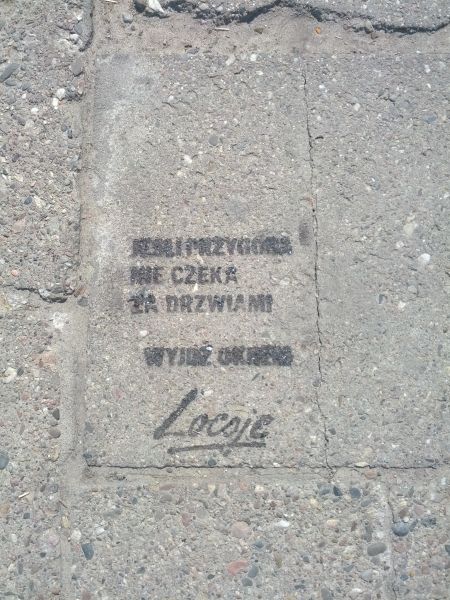 JEŚLI PRZYGODA
NIE CZEKA
ZA DRZWIAMI
WYJDŹ OKNEM
Locoje